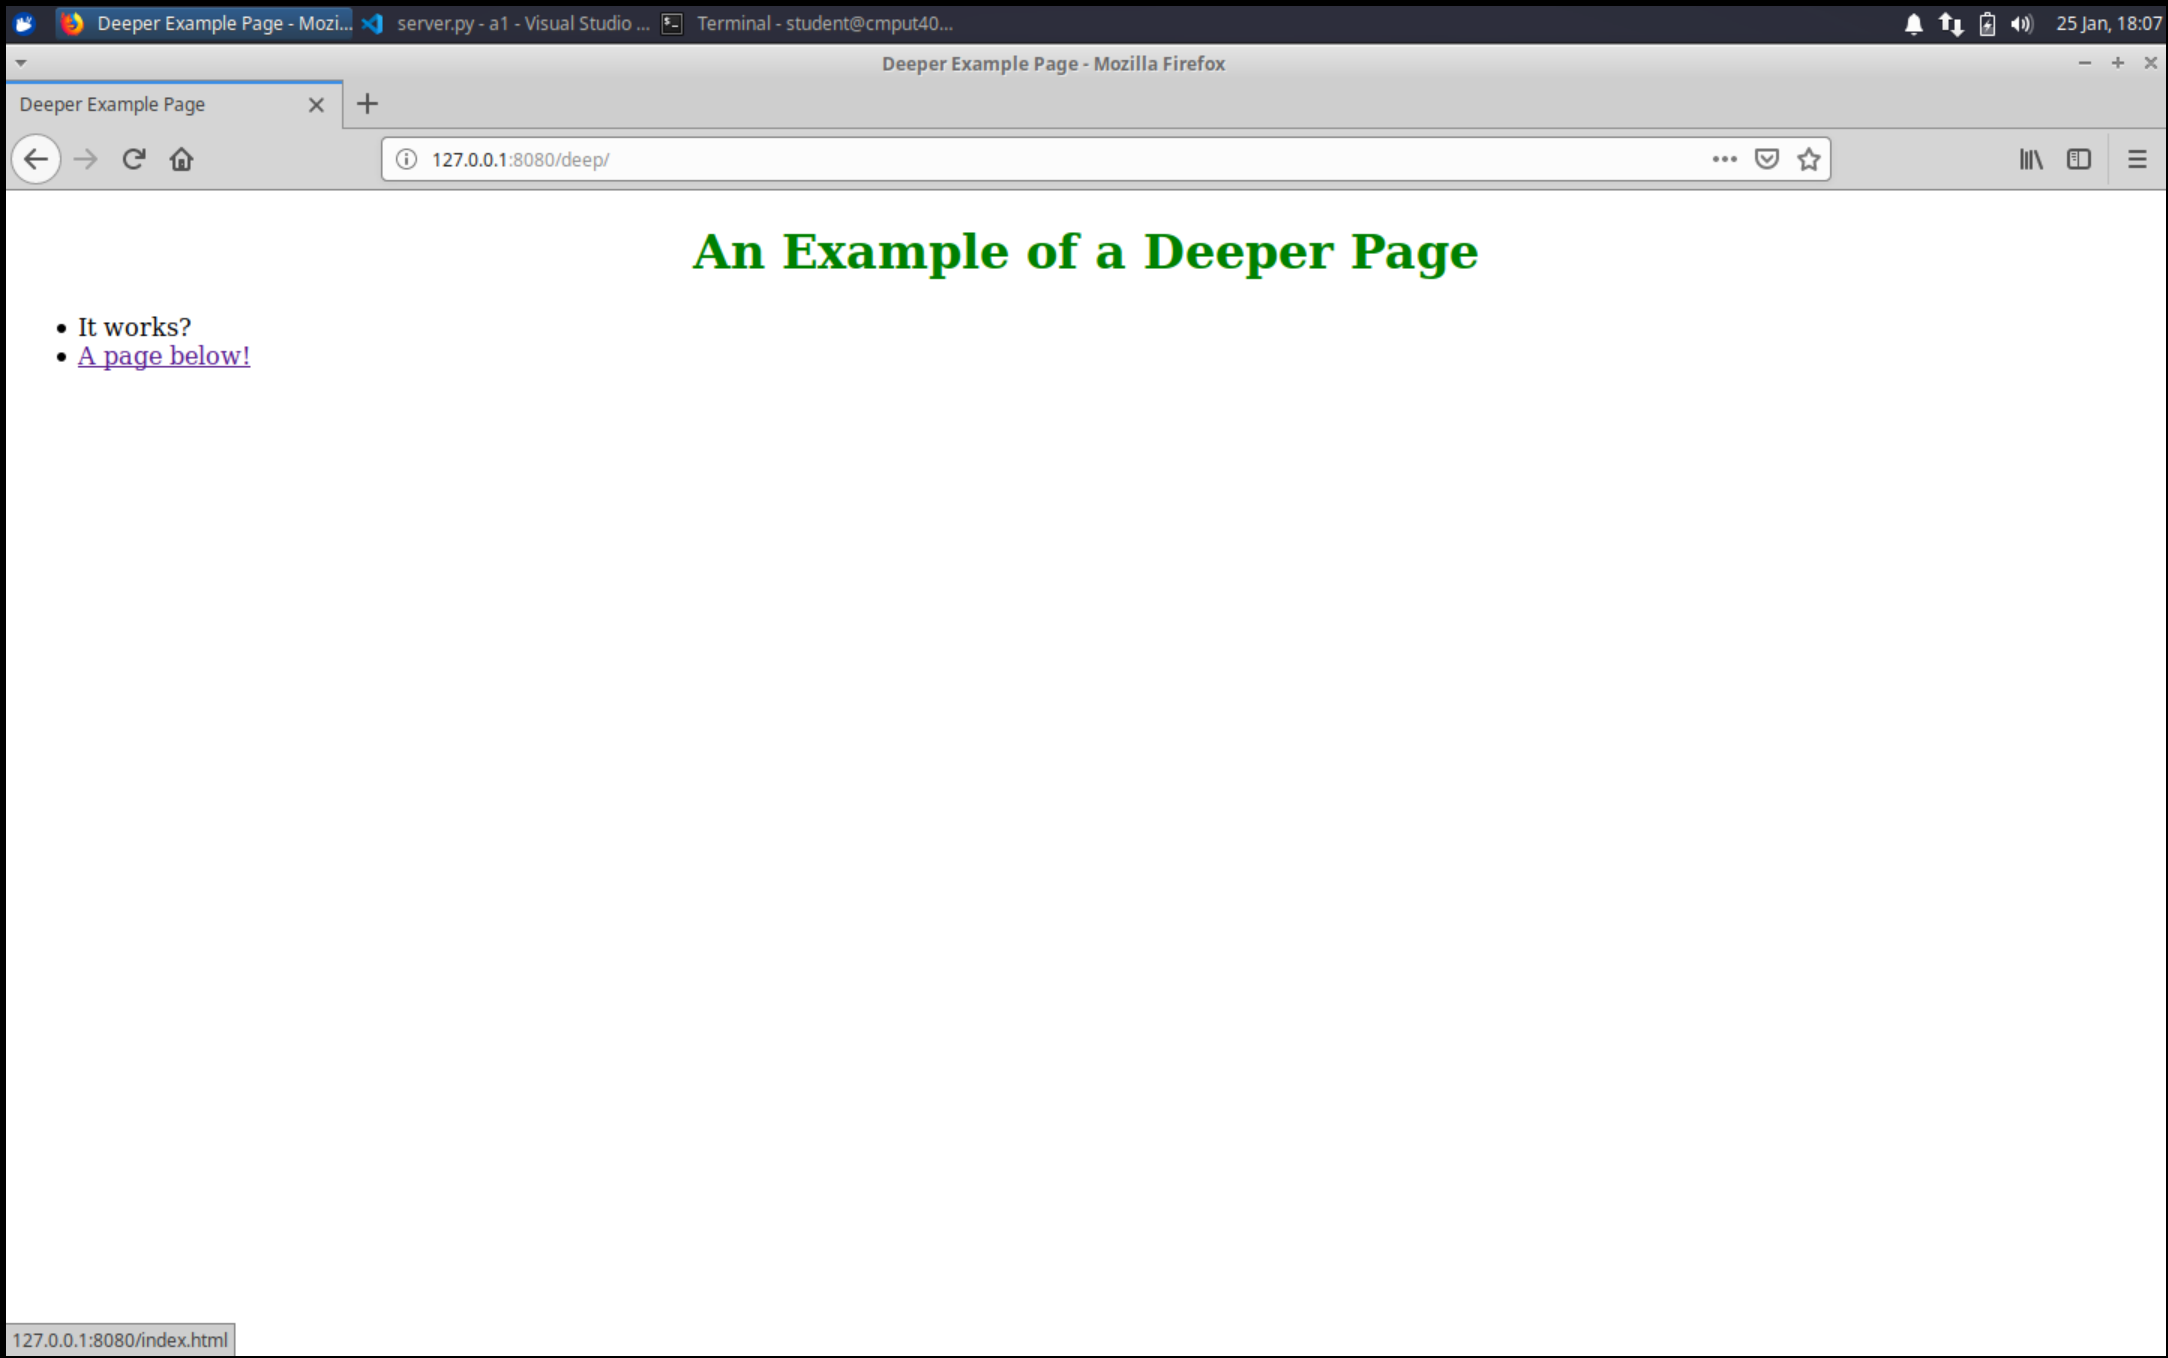 Deeper Example Page - Mozi... server.py - a1 - Visual Studio ... Terminal - student@cmput40... 25 Jan, 18:07
Deeper Example Page - Mozilla Firefox
Deeper Example Page
127.0.0.1:8080/deep/
An Example of a Deeper Page
It works?
A page below!
127.0.0.1:8080/index.html